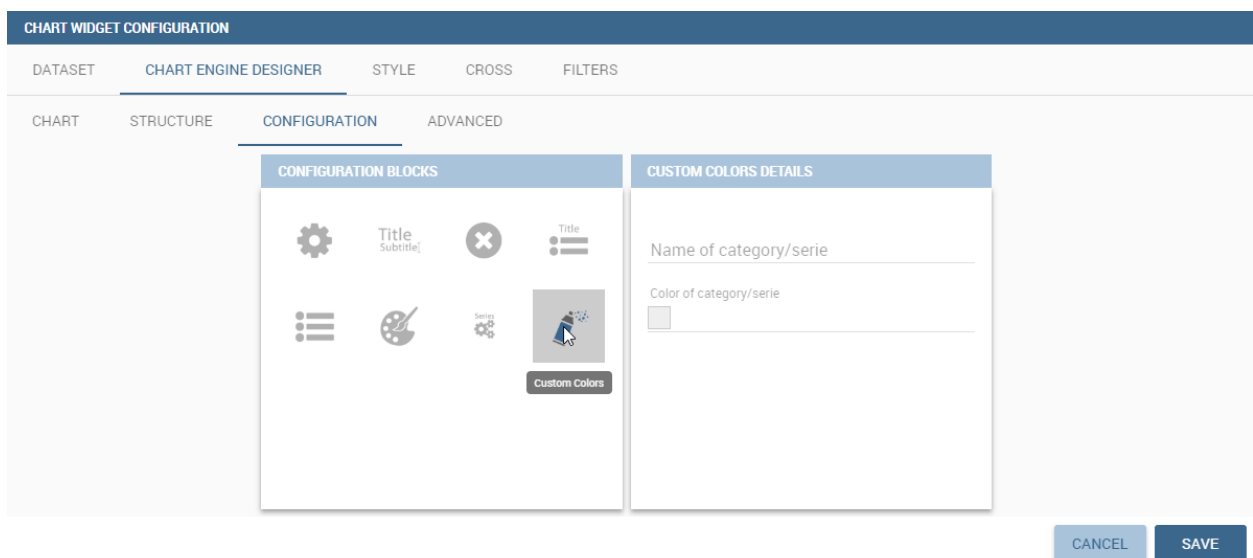 CHART WIDGET CONFIGURATION
DATASET CHART ENGINE DESIGNER STYLE CROSS FILTERS
CHART STRUCTURE CONFIGURATION ADVANCED
CONFIGURATION BLOCKS
Title
Subtitle
Title
Series
Custom Colors
CUSTOM COLORS DETAILS
Name of category/serie
Color of category/serie
CANCEL SAVE